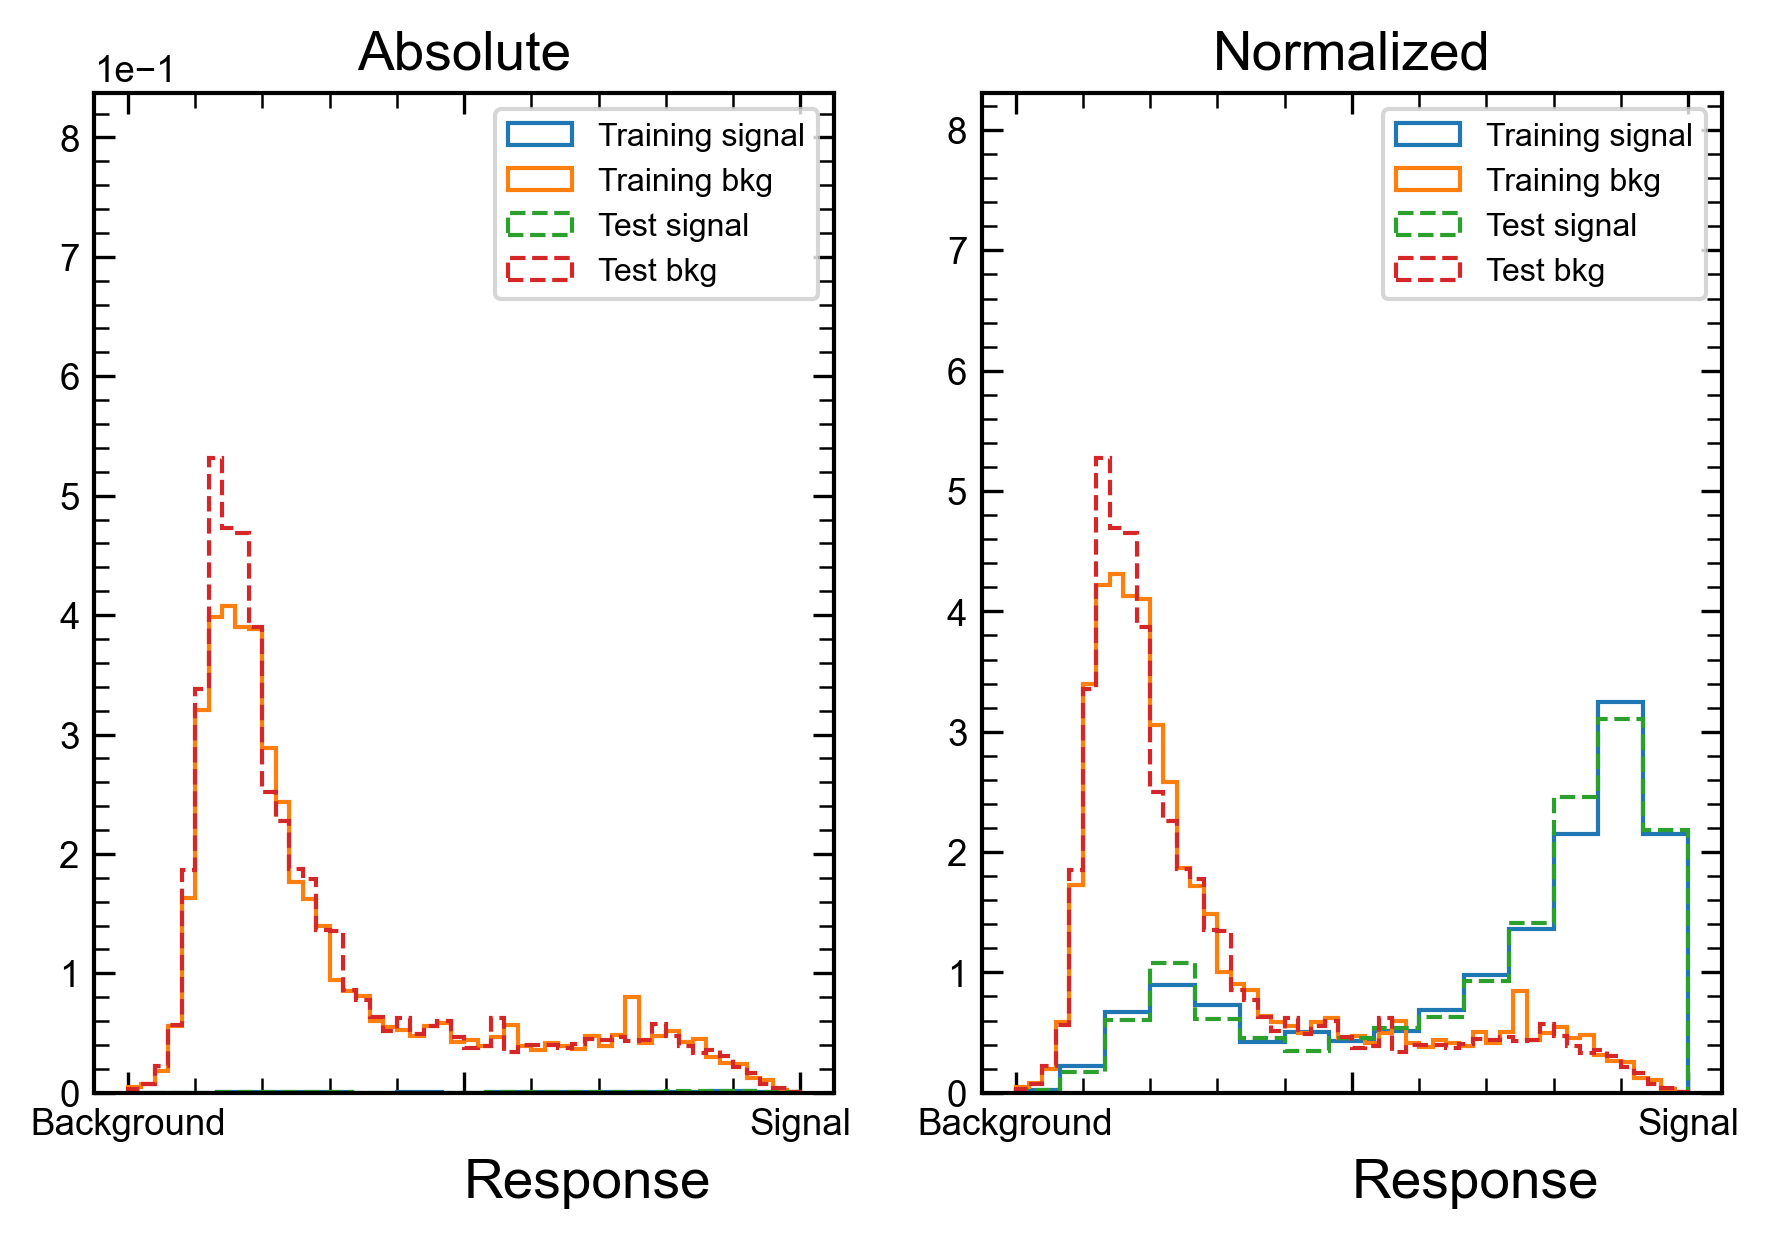 Absolute
1e−1
8
7
6
5
4
3
2
1
0
Training signal
Training bkg
Test signal
Test bkg
Background
Signal
Response
Normalized
8
7
6
5
4
3
2
1
0
Training signal
Training bkg
Test signal
Test bkg
Background
Signal
Response